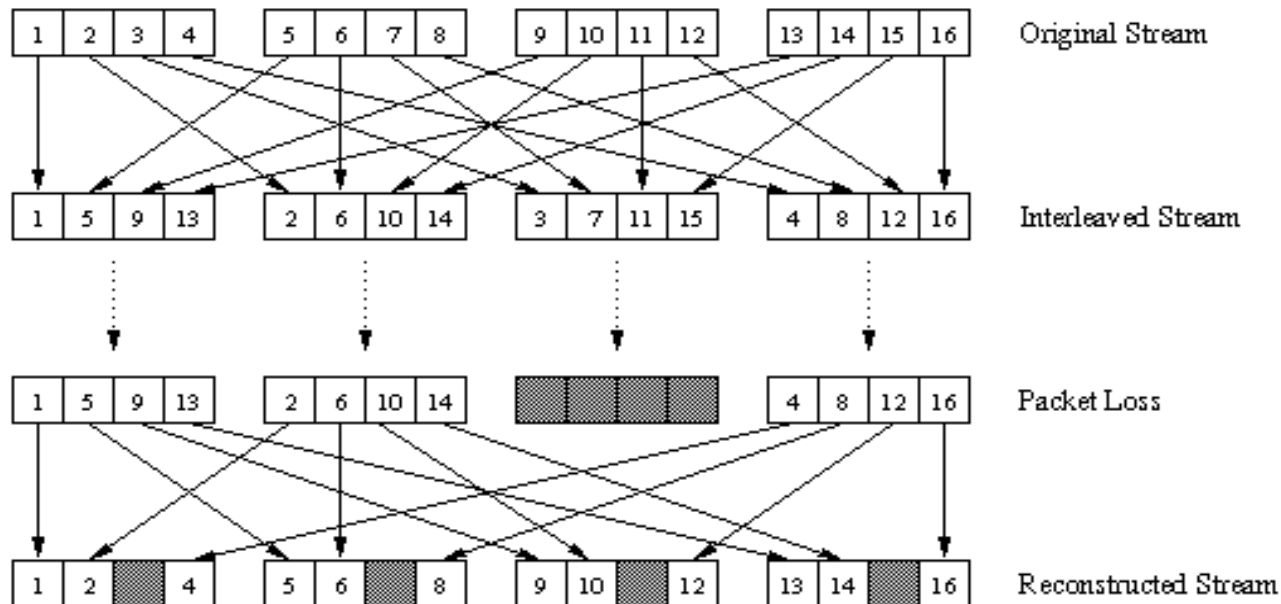 1 2 3 4 5 6 7 8 9 10 11 12 13 14 15 16 Original Stream
1 5 9 13 2 6 10 14 3 7 11 15 4 8 12 16 Interleaved Stream
1 5 9 13 2 6 10 14 4 8 12 16 Packet Loss
1 2 4 5 6 8 9 10 12 13 14 16 Reconstructed Stream